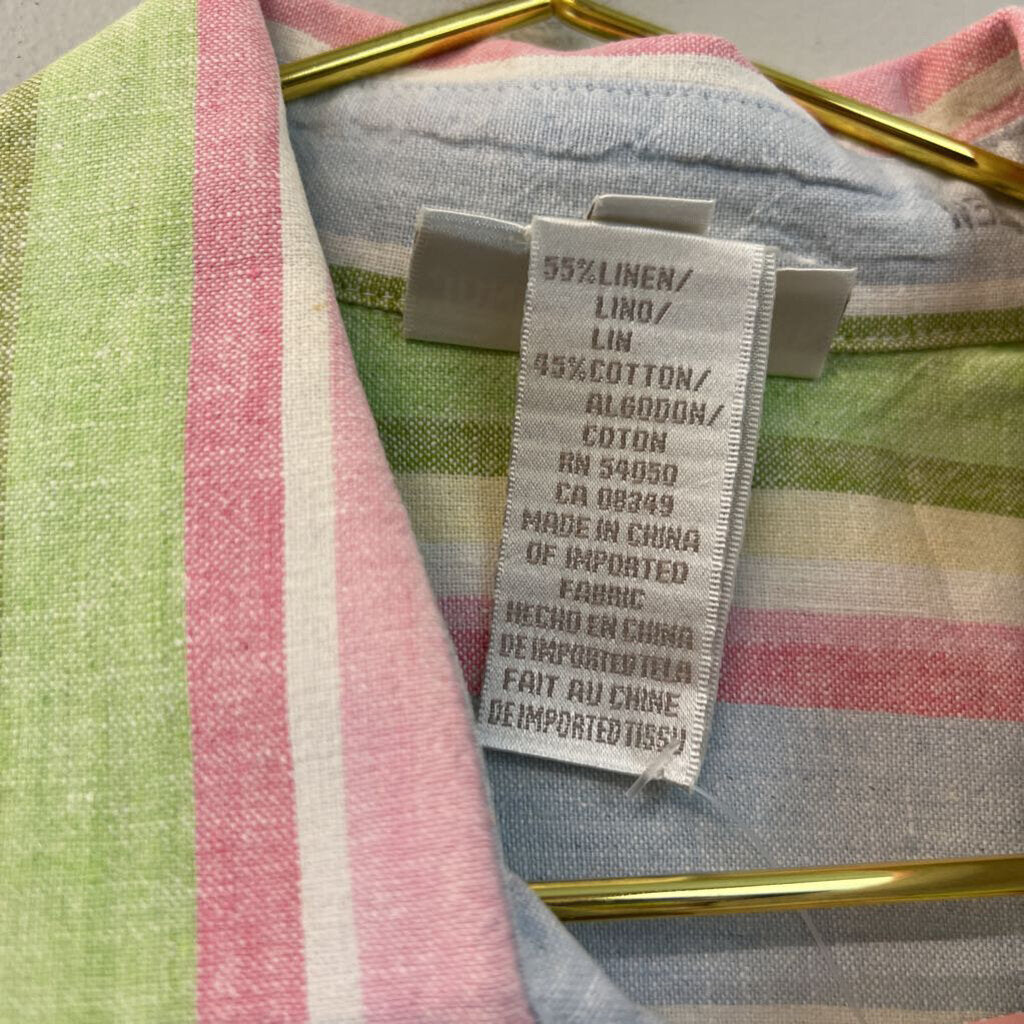 55%LINEN/
LINO/
LIN
45%COTTON/
ALGODON/
COTON
RN 54050
CA 08349
MADE IN CHINA
OF IMPORTED
FABRIC
HECHO EN CHINA
DE IMPORTED TELA
FAIT AU CHINE
DE IMPORTED TISSU